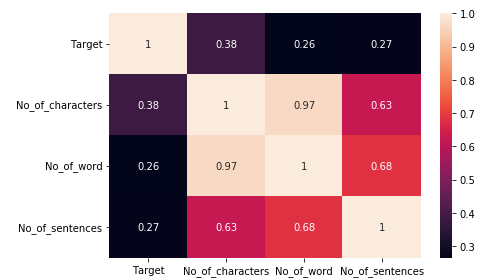 Target 1 0.38 0.26 0.27
No_of_characters 0.38 1 0.97 0.63
No_of_word 0.26 0.97 1 0.68
No_of_sentences 0.27 0.63 0.68 1
Target No_of_characters No_of_word No_of_sentences
1.0
0.9
0.8
0.7
0.6
0.5
0.4
0.3